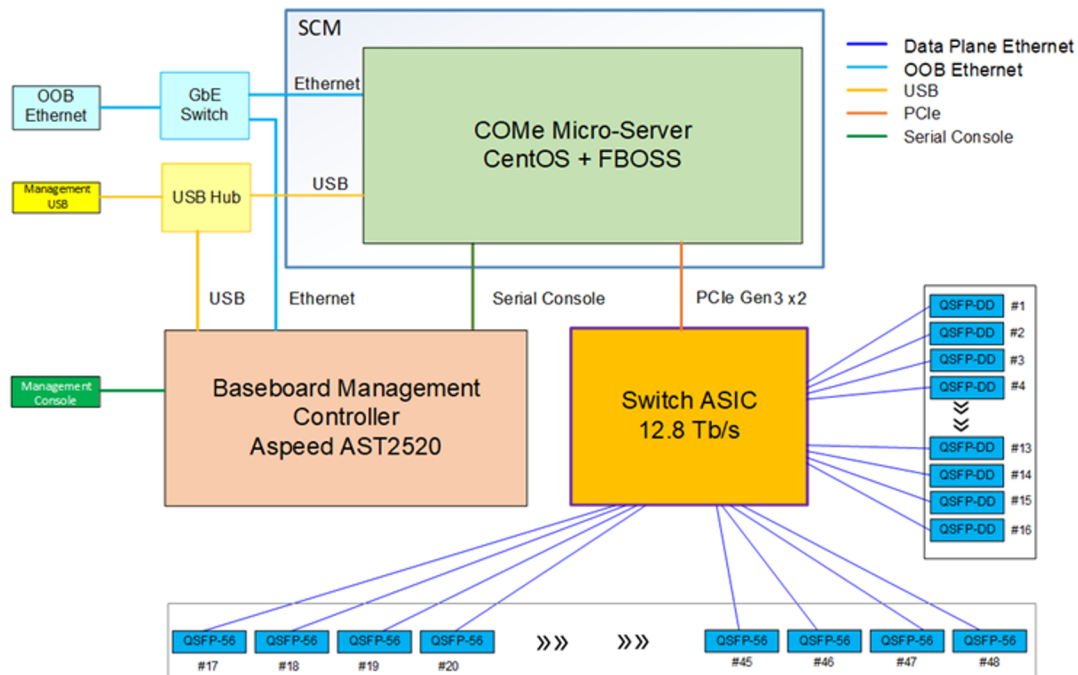 SCM
Data Plane Ethernet
OOB Ethernet
USB
PCIe
Serial Console
OOB
Ethernet
GbE
Switch
Ethernet
COMe Micro-Server
CentOS + FBOSS
Management
USB
USB Hub
USB
USB
Ethernet
Serial Console
PCIe Gen3 x2
Management
Console
Baseboard Management
Controller
Aspeed AST2520
Switch ASIC
12.8 Tb/s
QSFP-DD #1
QSFP-DD #2
QSFP-DD #3
QSFP-DD #4
QSFP-DD #13
QSFP-DD #14
QSFP-DD #15
QSFP-DD #16
QSFP-56 QSFP-56 QSFP-56 QSFP-56 »» »» QSFP-56 QSFP-56 QSFP-56 QSFP-56
#17 #18 #19 #20 #45 #46 #47 #48